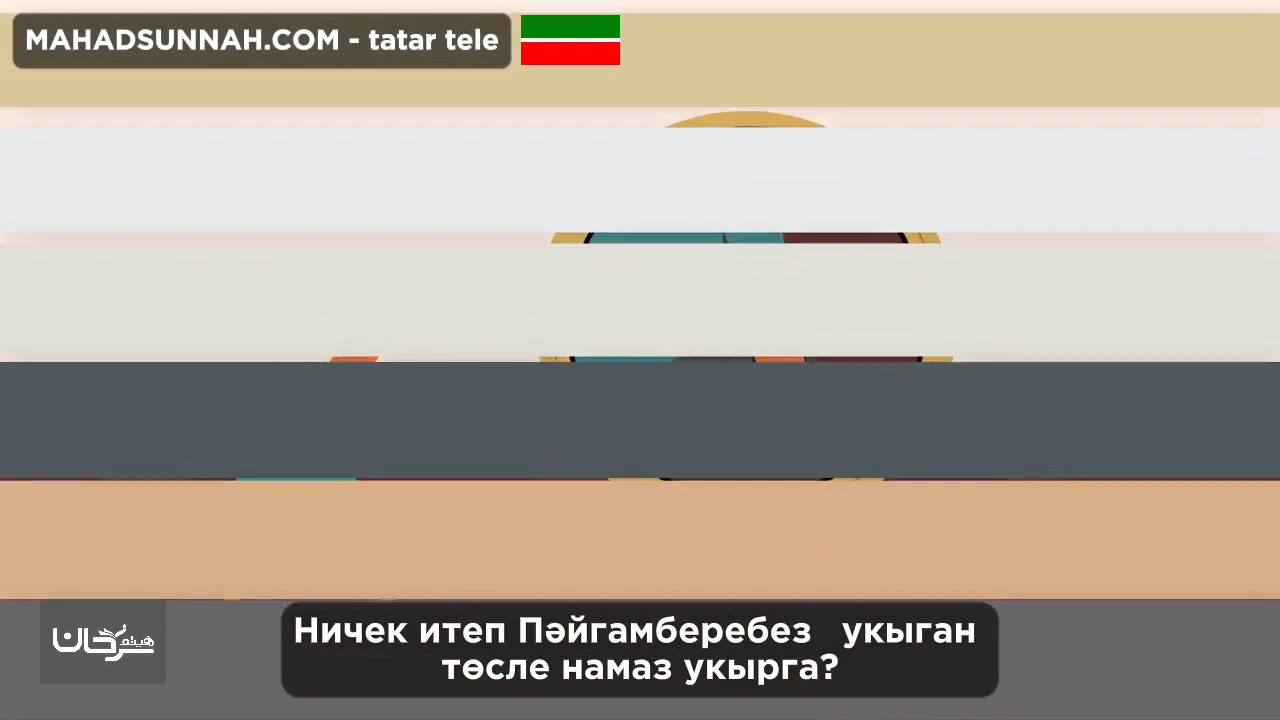 MAHADSUNNAH.COM - tatar tele
Ничек итеп Пәйгамберебез укыган
төсле намаз укырга?